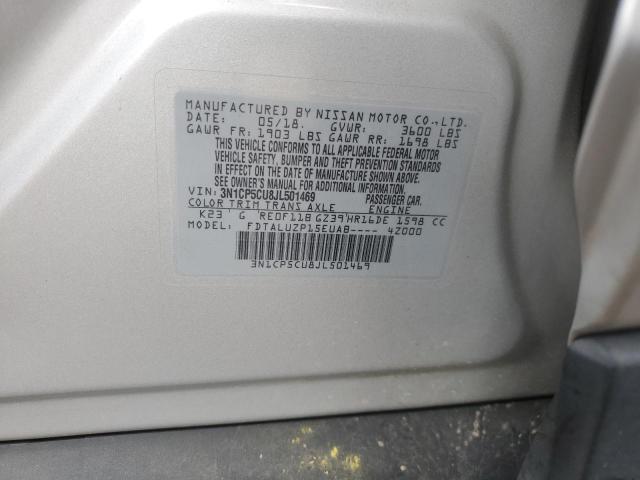 MANUFACTURED BY NISSAN MOTOR CO.,LTD.
DATE: 05/18. GVWR: 3600 LBS
GAWR FR: 1903 LBS GAWR RR: 1698 LBS
THIS VEHICLE CONFORMS TO ALL APPLICABLE FEDERAL MOTOR
VEHICLE SAFETY, BUMPER AND THEFT PREVENTION STANDARDS
IN EFFECT ON THE DATE OF MANUFACTURE SHOWN ABOVE.
SEE OWNER'S MANUAL FOR ADDITIONAL INFORMATION.
VIN: 3N1CP5CU8JL501469 PASSENGER CAR.
COLOR TRIM TRANS AXLE ENGINE
K23 G RE0F11B GZ39 HR16DE 1598 CC
MODEL: FDTALUZP15EUAB---- 4Z000
3N1CP5CU8JL501469